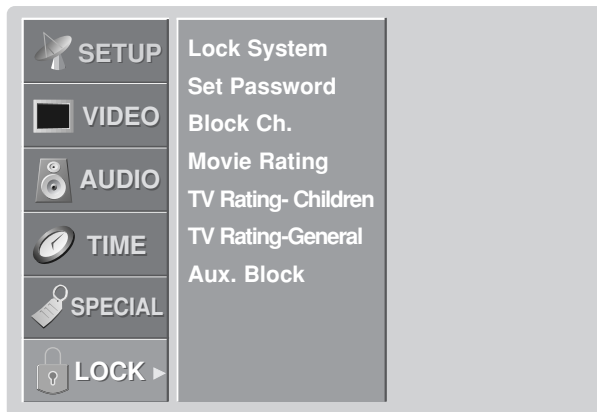 SETUP
VIDEO
AUDIO
TIME
SPECIAL
LOCK ►
Lock System
Set Password
Block Ch.
Movie Rating
TV Rating- Children
TV Rating-General
Aux. Block